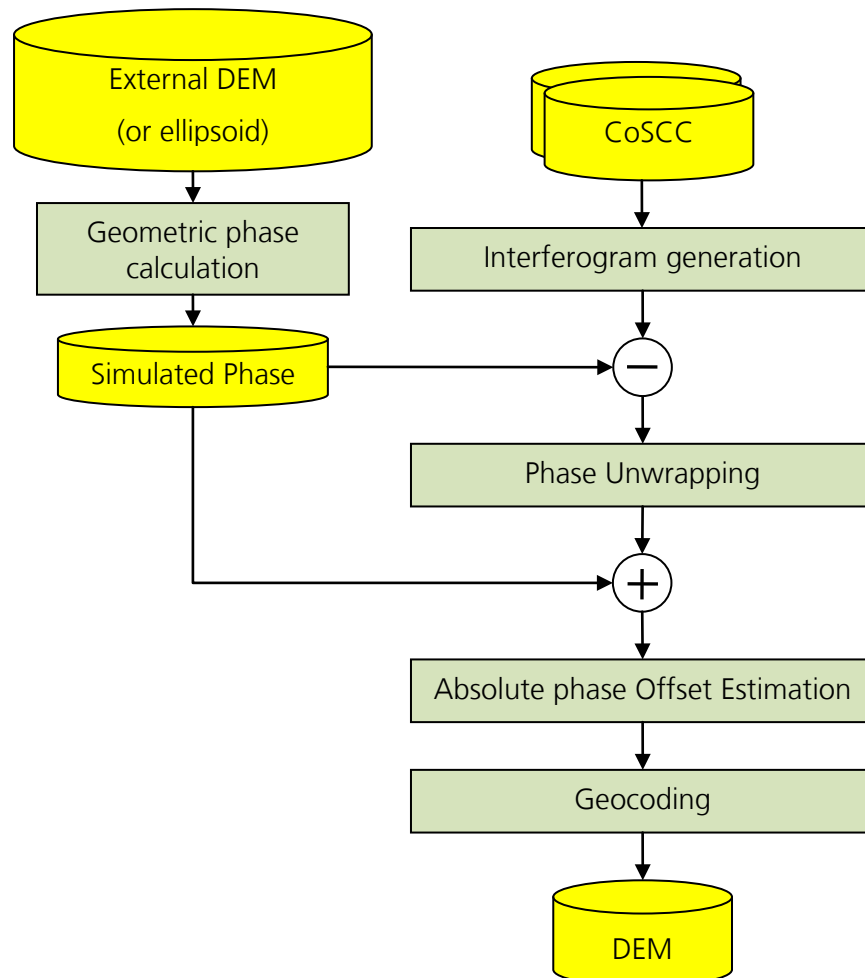 External DEM
(or ellipsoid)
CoSCC
Geometric phase
calculation
Interferogram generation
Simulated Phase
−
Phase Unwrapping
+
Absolute phase Offset Estimation
Geocoding
DEM